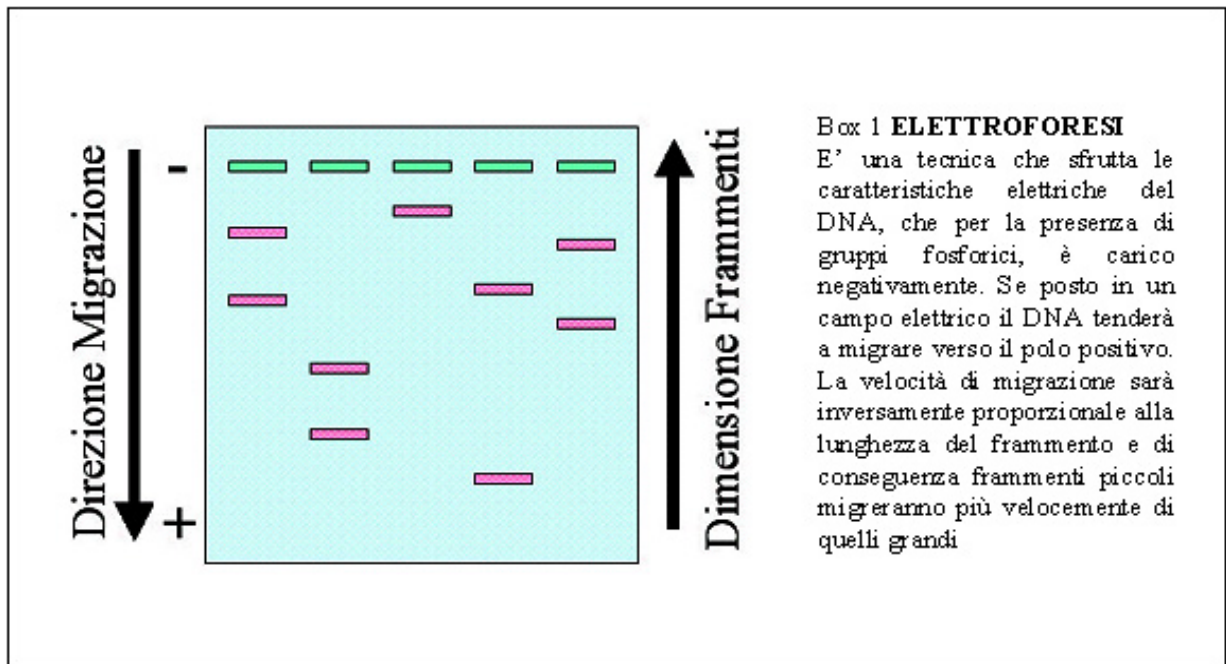 Direzione Migrazione
-
+
Dimensione Frammenti
Box 1 ELETTROFORESI
E' una tecnica che sfrutta le
caratteristiche elettriche del
DNA, che per la presenza di
gruppi fosforici, è carico
negativamente. Se posto in un
campo elettrico il DNA tenderà
a migrare verso il polo positivo.
La velocità di migrazione sarà
inversamente proporzionale alla
lunghezza del frammento e di
conseguenza frammenti piccoli
migreranno più velocemente di
quelli grandi